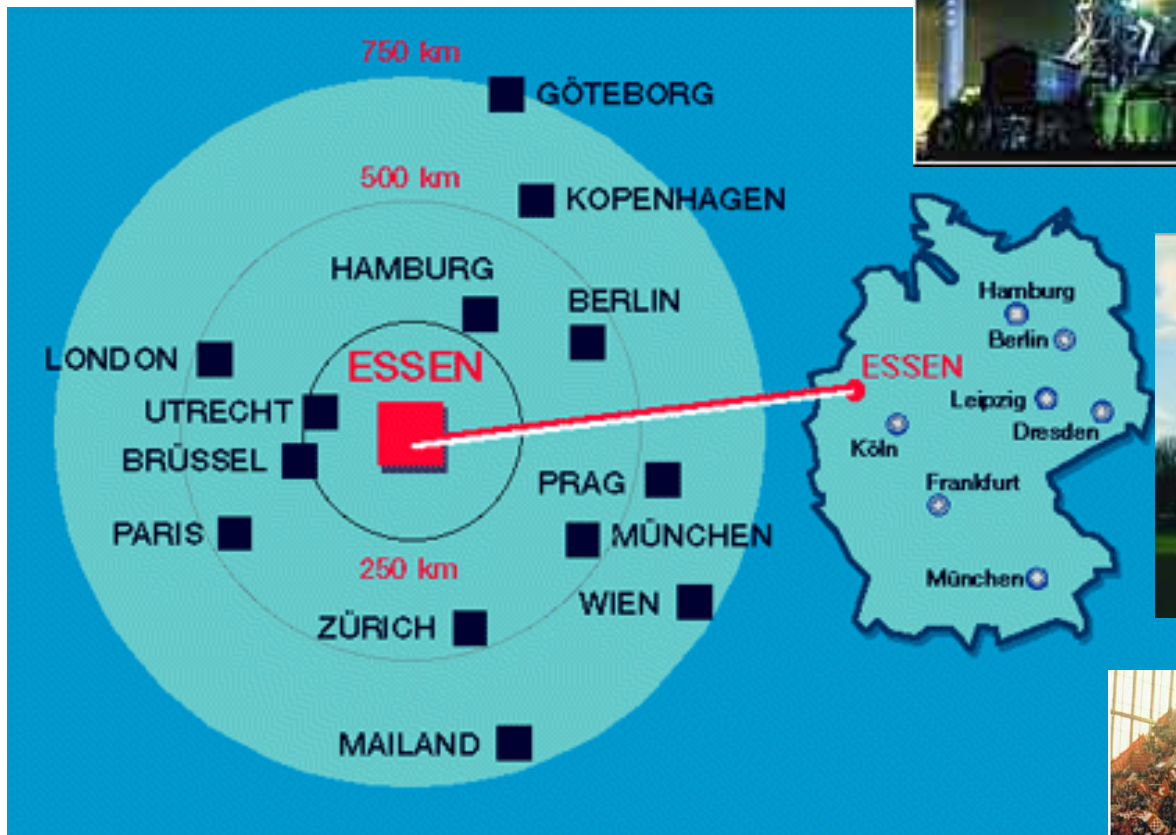 750 km
GÖTEBORG
500 km
KOPENHAGEN
HAMBURG
BERLIN
LONDON
ESSEN
UTRECHT
BRÜSSEL
PRAG
PARIS
MÜNCHEN
250 km
WIEN
ZÜRICH
MAILAND
Hamburg
Berlin
ESSEN
Leipzig
Dresden
Köln
Frankfurt
München